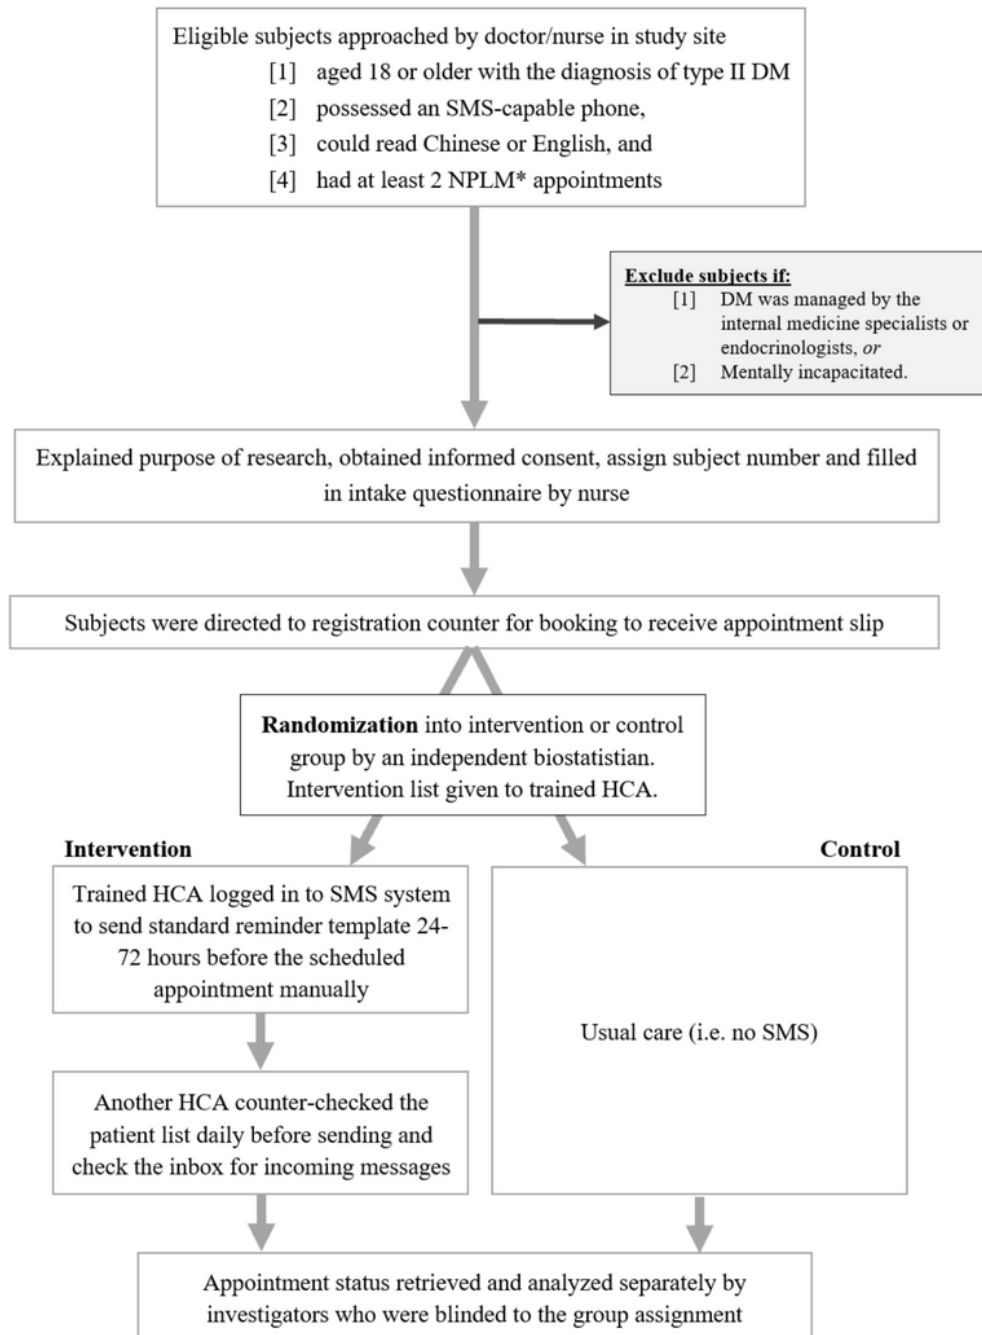 Eligible subjects approached by doctor/nurse in study site
[1] aged 18 or older with the diagnosis of type II DM
[2] possessed an SMS-capable phone,
[3] could read Chinese or English, and
[4] had at least 2 NPLM* appointments
Exclude subjects if:
[1] DM was managed by the
internal medicine specialists or
endocrinologists, or
[2] Mentally incapacitated.
Explained purpose of research, obtained informed consent, assign subject number and filled
in intake questionnaire by nurse
Subjects were directed to registration counter for booking to receive appointment slip
Randomization into intervention or control
group by an independent biostatistian.
Intervention list given to trained HCA.
Intervention
Control
Trained HCA logged in to SMS system
to send standard reminder template 24-
72 hours before the scheduled
appointment manually
Usual care (i.e. no SMS)
Another HCA counter-checked the
patient list daily before sending and
check the inbox for incoming messages
Appointment status retrieved and analyzed separately by
investigators who were blinded to the group assignment